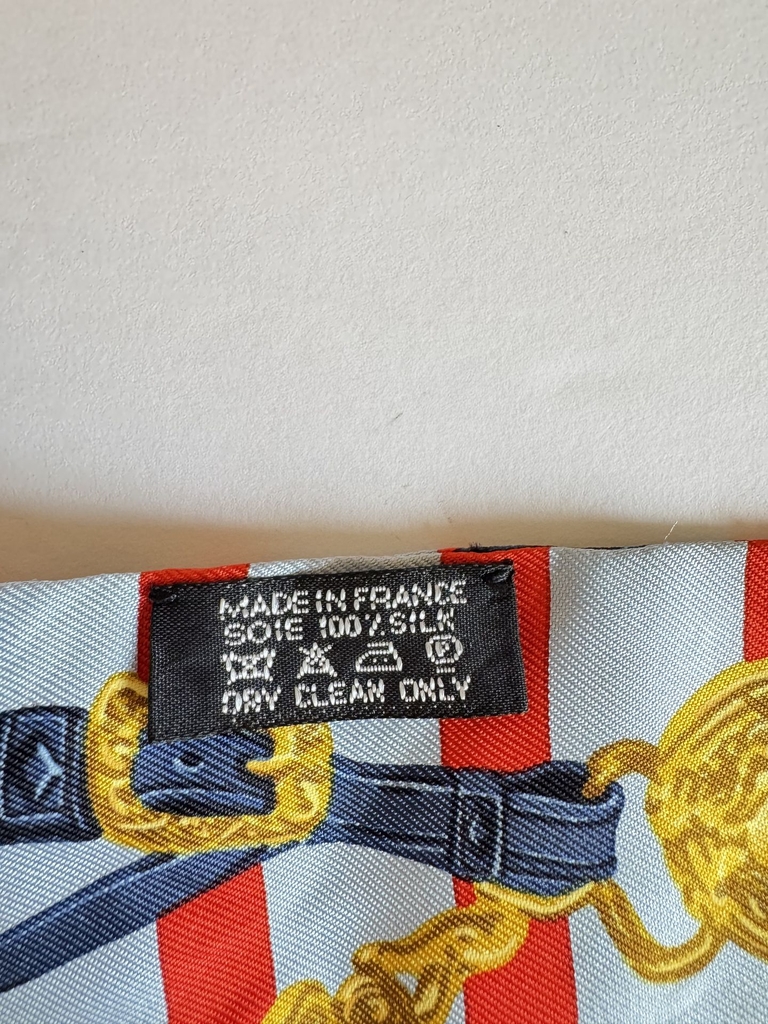 MADE IN FRANCE
SOIE 100% SILK
P
DRY CLEAN ONLY